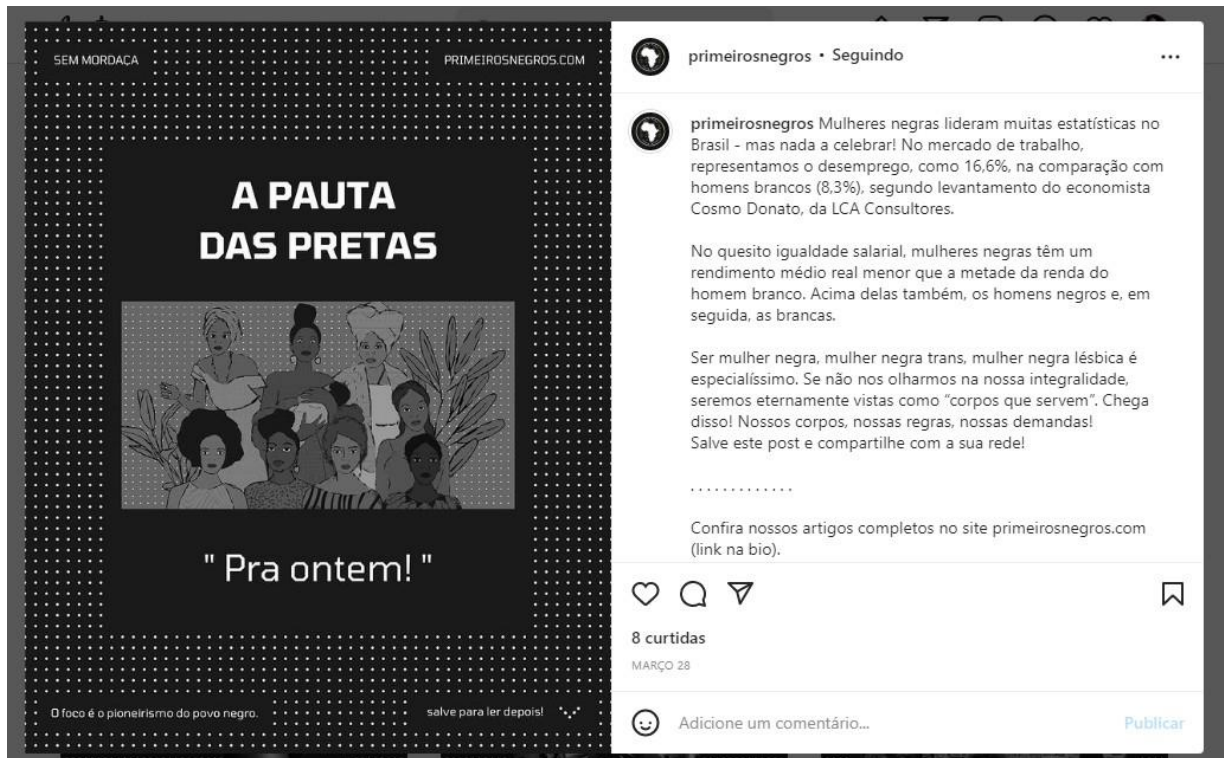 SEM MORDAÇA
PRIMEIROSNEGROS.COM
A PAUTA
DAS PRETAS
" Pra ontem! "
O foco é o pioneirismo do povo negro.
salve para ler depois!
primeirosnegros • Seguindo
primeirosnegros Mulheres negras lideram muitas estatísticas no
Brasil - mas nada a celebrar! No mercado de trabalho,
representamos o desemprego, como 16,6%, na comparação com
homens brancos (8,3%), segundo levantamento do economista
Cosmo Donato, da LCA Consultores.
No quesito igualdade salarial, mulheres negras têm um
rendimento médio real menor que a metade da renda do
homem branco. Acima delas também, os homens negros e, em
seguida, as brancas.
Ser mulher negra, mulher negra trans, mulher negra lésbica é
especialíssimo. Se não nos olharmos na nossa integralidade,
seremos eternamente vistas como “corpos que servem”. Chega
disso! Nossos corpos, nossas regras, nossas demandas!
Salve este post e compartilhe com a sua rede!
. . . . . . . . . . . . .
Confira nossos artigos completos no site primeirosnegros.com
(link na bio).
8 curtidas
MARÇO 28
Adicione um comentário...
Publicar